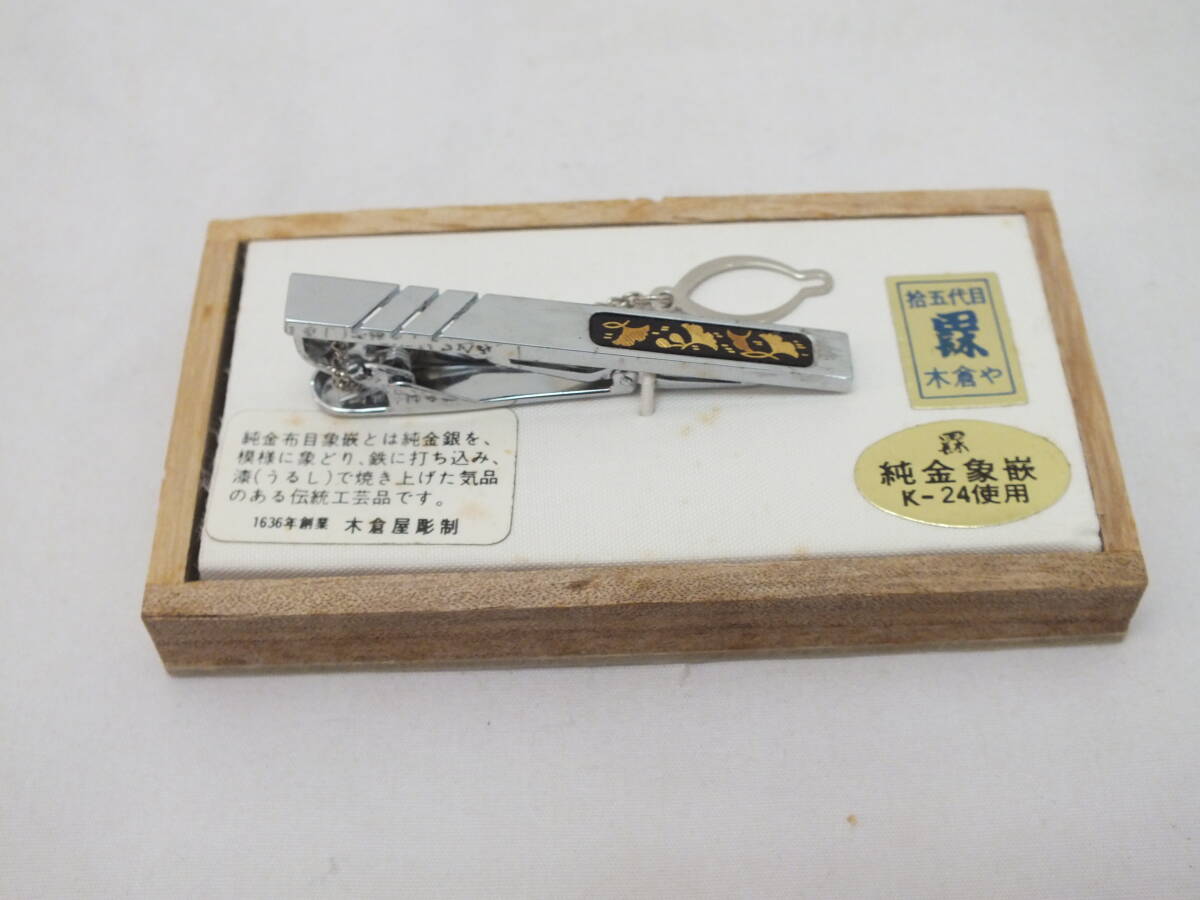 純金布目象嵌とは純金銀を、
模様に象どり、鉄に打ち込み、
漆(うるし)で焼き上げた気品
のある伝統工芸品です。
1636年創業 木倉屋彫制
拾五代目
木倉や
純金象嵌
K-24使用